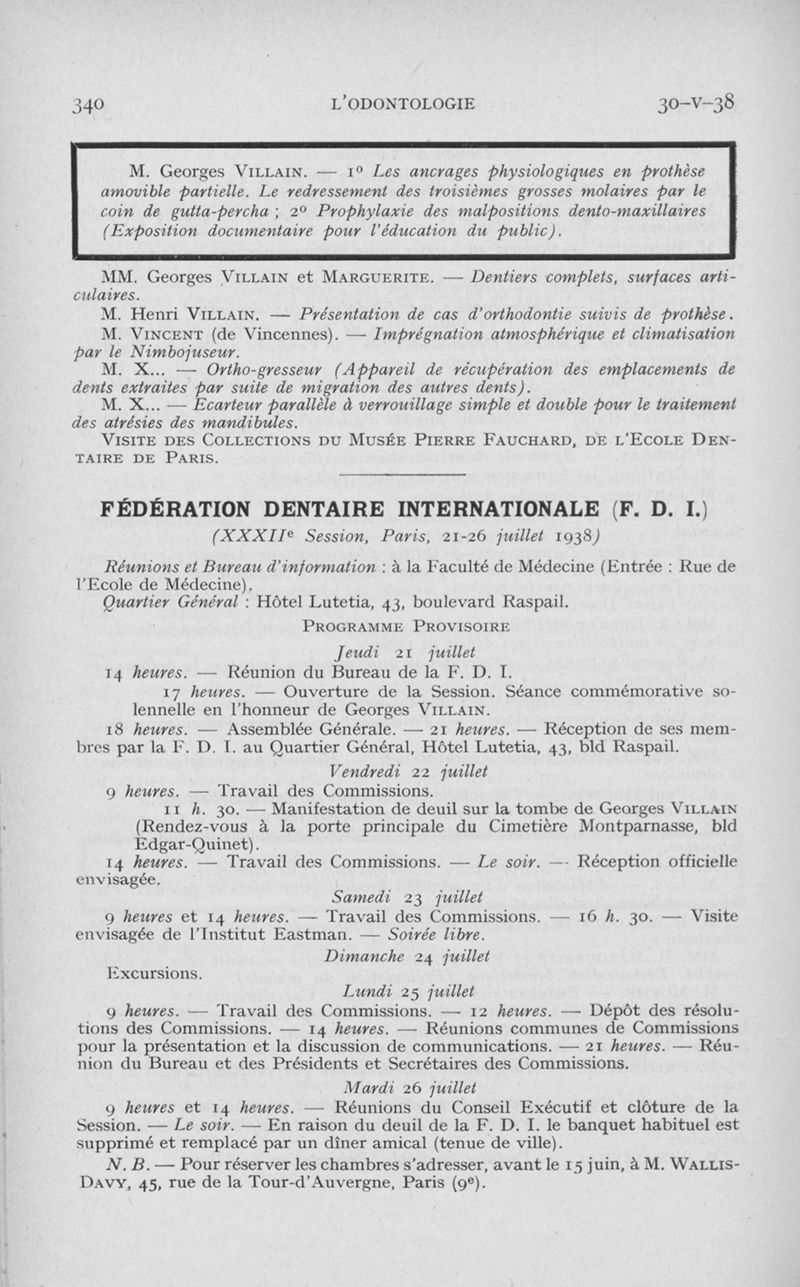 340 L'ODONTOLOGIE 30-V-38
M. Georges VILLAIN. — 1º Les ancrages physiologiques en prothèse
amovible partielle. Le redressement des troisièmes grosses molaires par le
coin de gutta-percha ; 2º Prophylaxie des malpositions dento-maxillaires
(Exposition documentaire pour l'éducation du public).
MM. Georges VILLAIN et MARGUERITE. — Dentiers complets, surfaces arti-
culaires.
M. Henri VILLAIN. — Présentation de cas d'orthodontie suivis de prothèse.
M. VINCENT (de Vincennes). — Imprégnation atmosphérique et climatisation
par le Nimbojuseur.
M. X... — Ortho-gresseur (Appareil de récupération des emplacements de
dents extraites par suite de migration des autres dents).
M. X... — Ecarteur parallèle à verrouillage simple et double pour le traitement
des atrésies des mandibules.
VISITE DES COLLECTIONS DU MUSÉE PIERRE FAUCHARD, DE L'ECOLE DEN-
TAIRE DE PARIS.
FÉDÉRATION DENTAIRE INTERNATIONALE (F. D. I.)
(XXXIIe Session, Paris, 21-26 juillet 1938)
Réunions et Bureau d'information : à la Faculté de Médecine (Entrée : Rue de
l'Ecole de Médecine).
Quartier Général : Hôtel Lutetia, 43, boulevard Raspail.
PROGRAMME PROVISOIRE
Jeudi 21 juillet
14 heures. — Réunion du Bureau de la F. D. I.
17 heures. — Ouverture de la Session. Séance commémorative so-
lennelle en l'honneur de Georges VILLAIN.
18 heures. — Assemblée Générale. — 21 heures. — Réception de ses mem-
bres par la F. D. I. au Quartier Général, Hôtel Lutetia, 43, bld Raspail.
Vendredi 22 juillet
9 heures. — Travail des Commissions.
11 h. 30. — Manifestation de deuil sur la tombe de Georges VILLAIN
(Rendez-vous à la porte principale du Cimetière Montparnasse, bld
Edgar-Quinet).
14 heures. — Travail des Commissions. — Le soir. — Réception officielle
envisagée.
Samedi 23 juillet
9 heures et 14 heures. — Travail des Commissions. — 16 h. 30. — Visite
envisagée de l'Institut Eastman. — Soirée libre.
Dimanche 24 juillet
Excursions.
Lundi 25 juillet
9 heures. — Travail des Commissions. — 12 heures. — Dépôt des résolu-
tions des Commissions. — 14 heures. — Réunions communes de Commissions
pour la présentation et la discussion de communications. — 21 heures. — Réu-
nion du Bureau et des Présidents et Secrétaires des Commissions.
Mardi 26 juillet
9 heures et 14 heures. — Réunions du Conseil Exécutif et clôture de la
Session. — Le soir. — En raison du deuil de la F. D. I. le banquet habituel est
supprimé et remplacé par un dîner amical (tenue de ville).
N. B. — Pour réserver les chambres s'adresser, avant le 15 juin, à M. WALLIS-
DAVY, 45, rue de la Tour-d'Auvergne, Paris (9e).